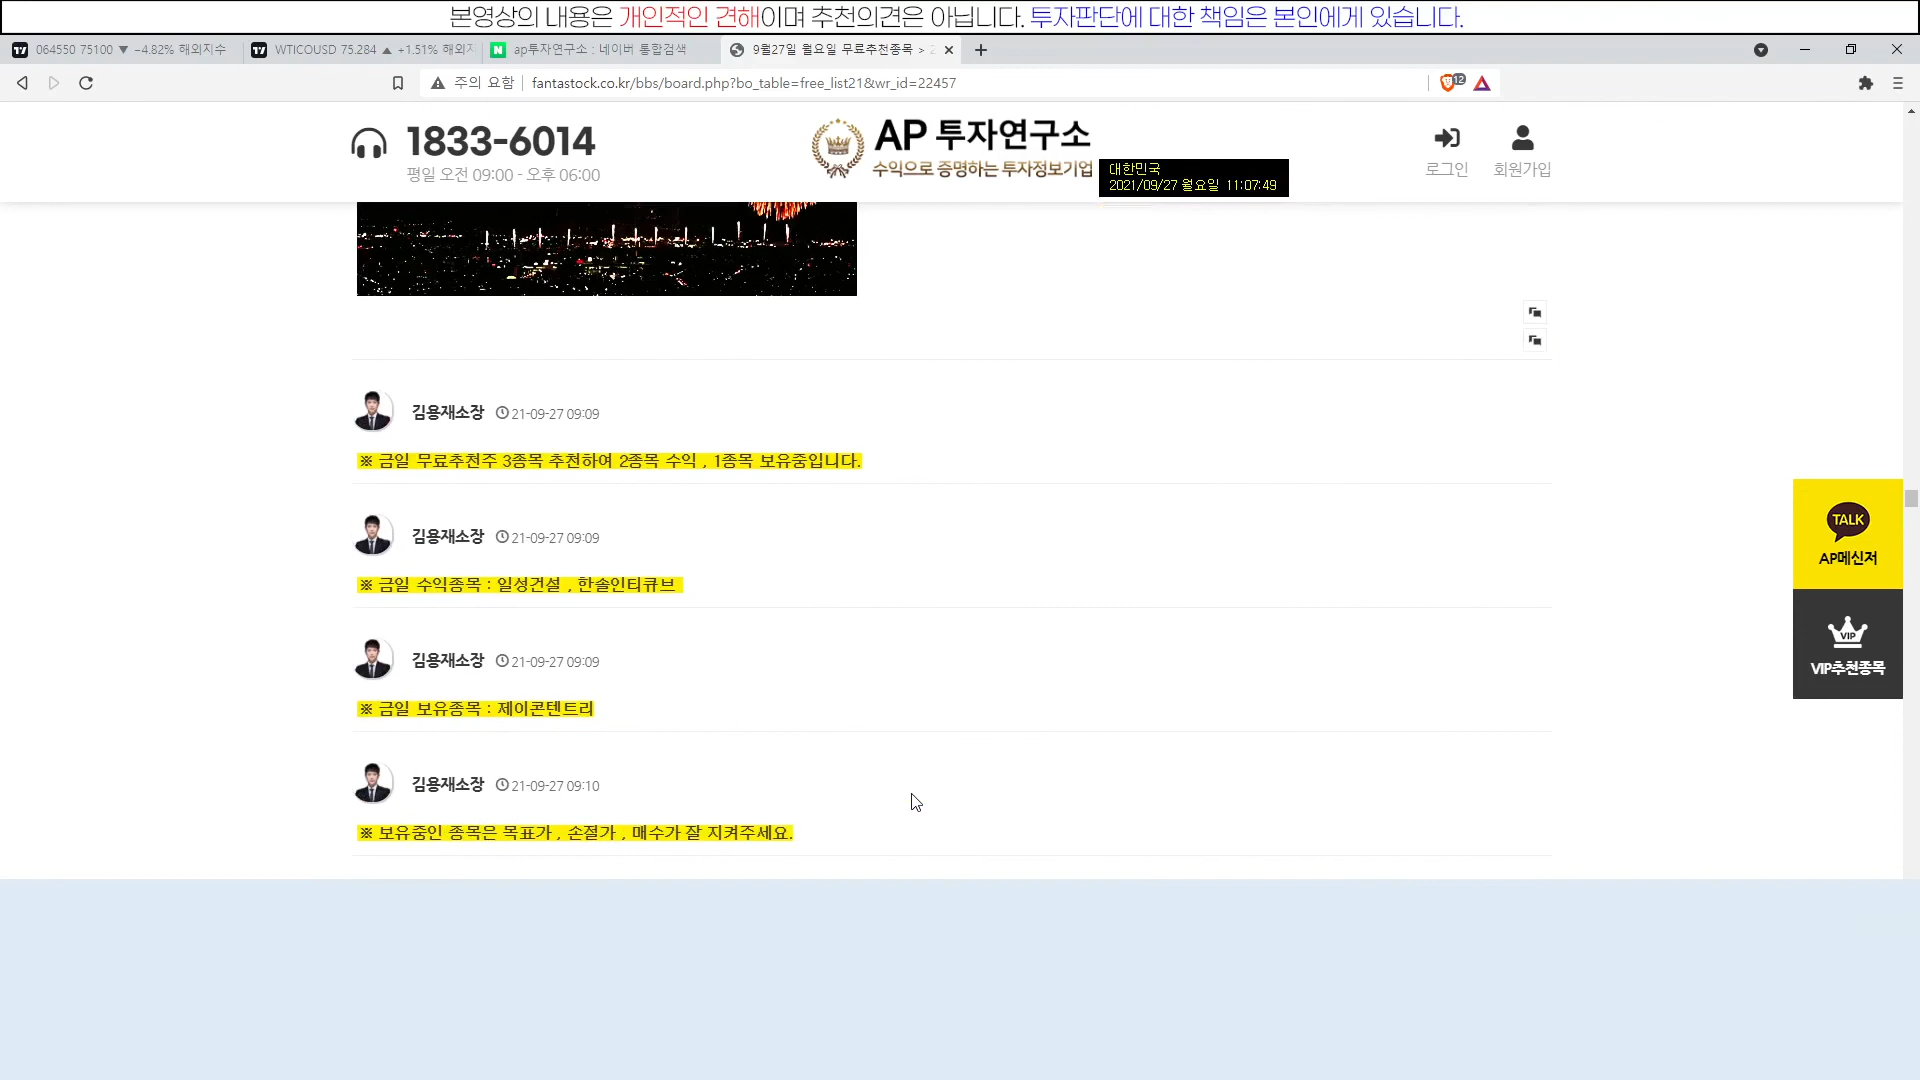 본영상의 내용은 개인적인 견해이며 추천의견은 아닙니다. 투자판단에 대한 책임은 본인에게 있습니다.
064550 75100 ▼ −4.82% 해외지수
WTICOUSD 75.284 ▲ +1.51% 해외지
ap투자연구소 : 네이버 통합검색
9월27일 월요일 무료추천종목 > 2
주의 요함
fantastock.co.kr/bbs/board.php?bo_table=free_list21&wr_id=22457
12
1833-6014
평일 오전 09:00 - 오후 06:00
AP 투자연구소
수익으로 증명하는 투자정보기업
대한민국
2021/09/27 월요일 11:07:49
로그인
회원가입
김용재소장 21-09-27 09:09
※ 금일 무료추천주 3종목 추천하여 2종목 수익 , 1종목 보유중입니다.
김용재소장 21-09-27 09:09
※ 금일 수익종목 : 일성건설 , 한솔인티큐브
김용재소장 21-09-27 09:09
※ 금일 보유종목 : 제이콘텐트리
김용재소장 21-09-27 09:10
※ 보유중인 종목은 목표가 , 손절가 , 매수가 잘 지켜주세요.
TALK
AP메신저
VIP
VIP추천종목